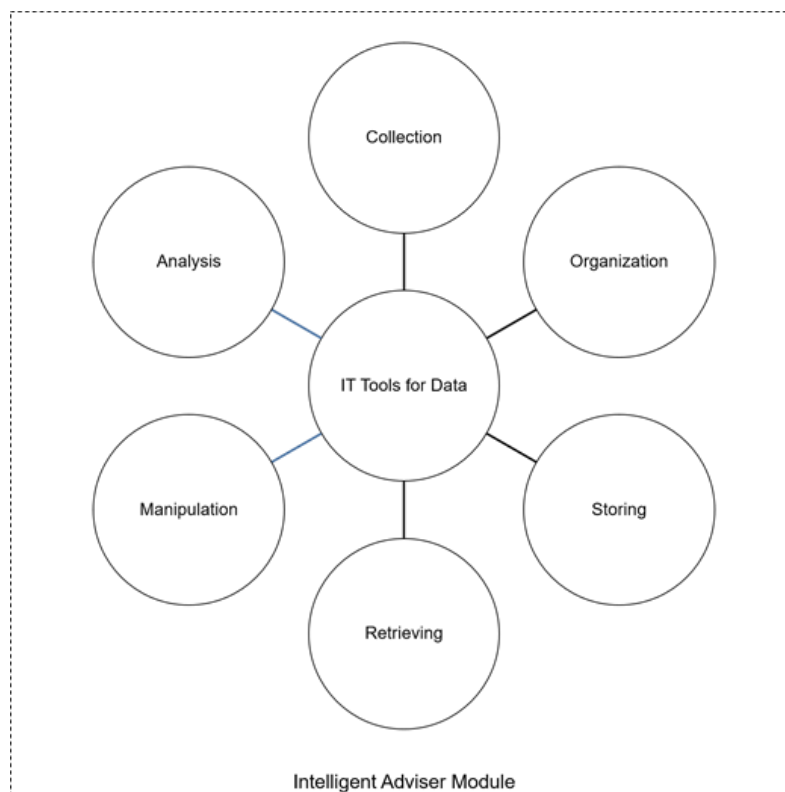 Collection
Analysis
Organization
IT Tools for Data
Manipulation
Storing
Retrieving
Intelligent Adviser Module